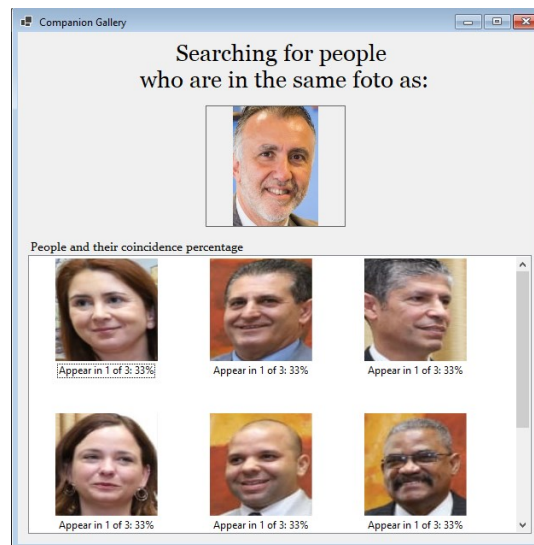 Companion Gallery
Searching for people
who are in the same foto as:
People and their coincidence percentage
Appear in 1 of 3: 33%
Appear in 1 of 3: 33%
Appear in 1 of 3: 33%
Appear in 1 of 3: 33%
Appear in 1 of 3: 33%
Appear in 1 of 3: 33%